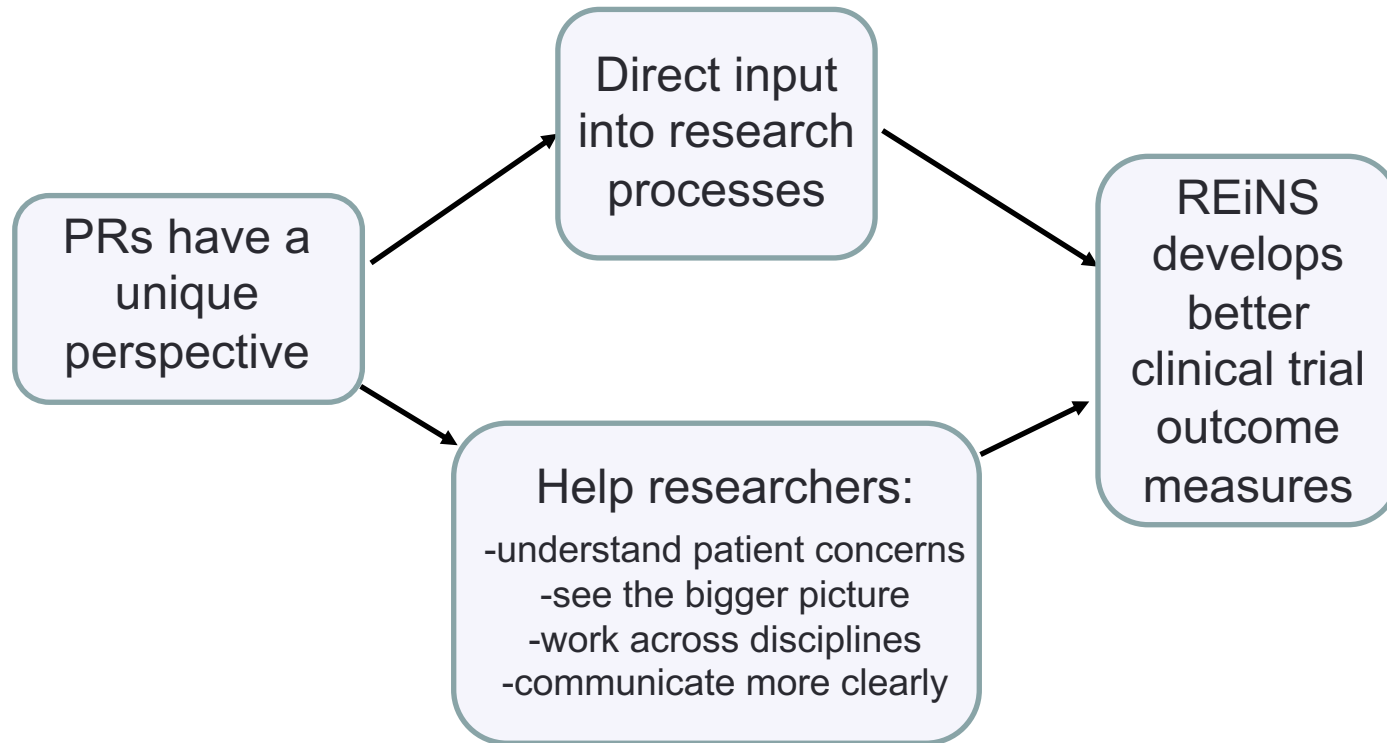 PRs have a
unique
perspective
Direct input
into research
processes
Help researchers:
-understand patient concerns
-see the bigger picture
-work across disciplines
-communicate more clearly
REiNS
develops
better
clinical trial
outcome
measures